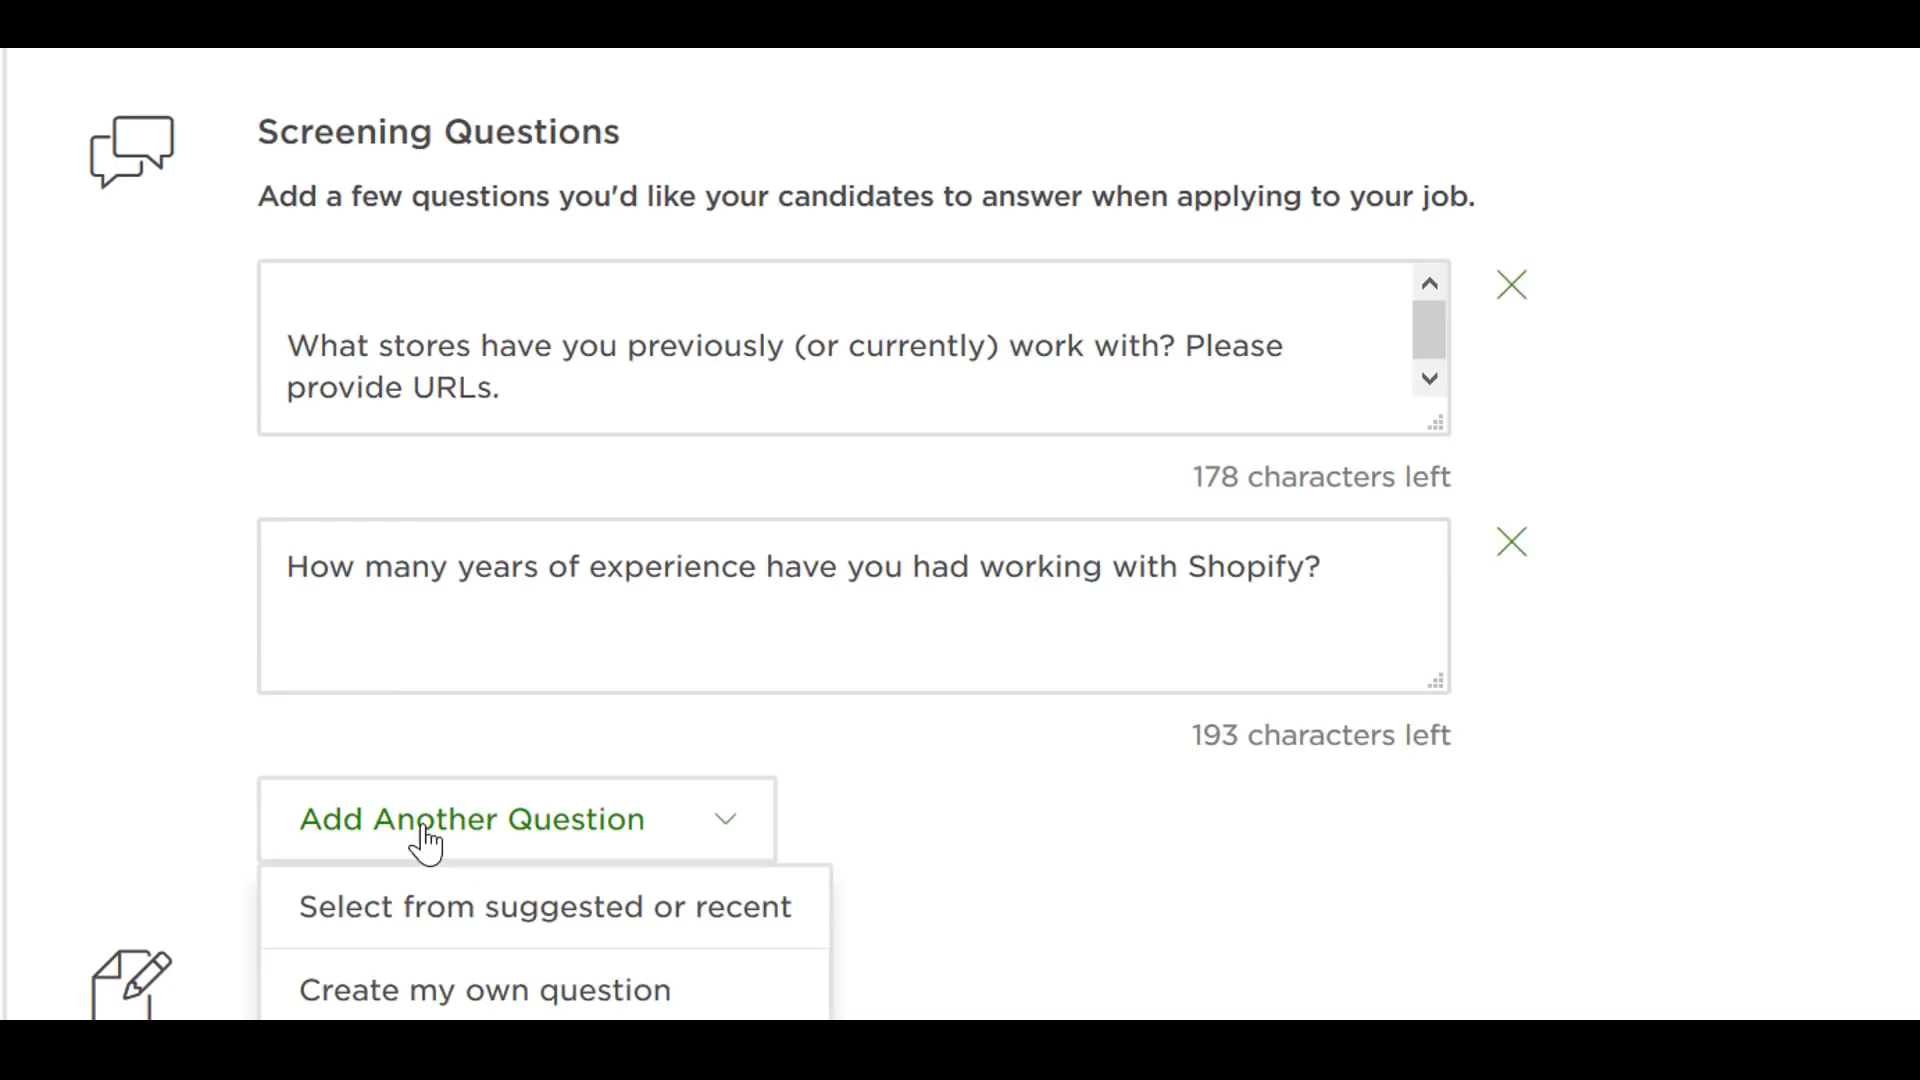 Screening Questions
Add a few questions you'd like your candidates to answer when applying to your job.
What stores have you previously (or currently) work with? Please
provide URLs.
178 characters left
How many years of experience have you had working with Shopify?
193 characters left
Add Another Question
Select from suggested or recent
Create my own question